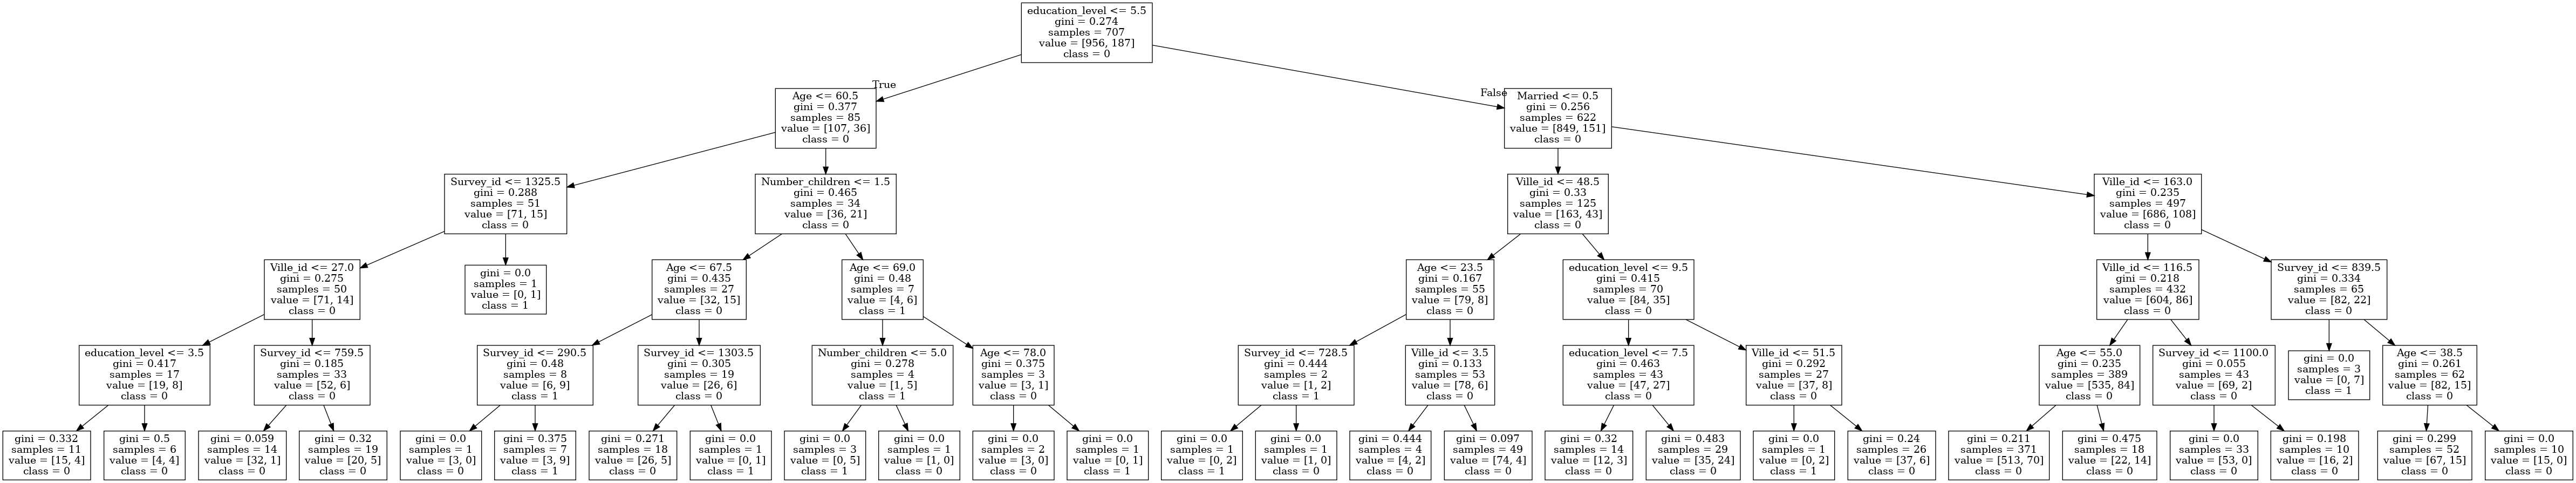 education_level <= 5.5
gini = 0.274
samples = 707
value = [956, 187]
class = 0
True
False
Age <= 60.5
gini = 0.377
samples = 85
value = [107, 36]
class = 0
Married <= 0.5
gini = 0.256
samples = 622
value = [849, 151]
class = 0
Survey_id <= 1325.5
gini = 0.288
samples = 51
value = [71, 15]
class = 0
Number_children <= 1.5
gini = 0.465
samples = 34
value = [36, 21]
class = 0
Ville_id <= 48.5
gini = 0.33
samples = 125
value = [163, 43]
class = 0
Ville_id <= 163.0
gini = 0.235
samples = 497
value = [686, 108]
class = 0
Ville_id <= 27.0
gini = 0.275
samples = 50
value = [71, 14]
class = 0
gini = 0.0
samples = 1
value = [0, 1]
class = 1
Age <= 67.5
gini = 0.435
samples = 27
value = [32, 15]
class = 0
Age <= 69.0
gini = 0.48
samples = 7
value = [4, 6]
class = 1
Age <= 23.5
gini = 0.167
samples = 55
value = [79, 8]
class = 0
education_level <= 9.5
gini = 0.415
samples = 70
value = [84, 35]
class = 0
Ville_id <= 116.5
gini = 0.218
samples = 432
value = [604, 86]
class = 0
Survey_id <= 839.5
gini = 0.334
samples = 65
value = [82, 22]
class = 0
education_level <= 3.5
gini = 0.417
samples = 17
value = [19, 8]
class = 0
Survey_id <= 759.5
gini = 0.185
samples = 33
value = [52, 6]
class = 0
Survey_id <= 290.5
gini = 0.48
samples = 8
value = [6, 9]
class = 1
Survey_id <= 1303.5
gini = 0.305
samples = 19
value = [26, 6]
class = 0
Number_children <= 5.0
gini = 0.278
samples = 4
value = [1, 5]
class = 1
Age <= 78.0
gini = 0.375
samples = 3
value = [3, 1]
class = 0
Survey_id <= 728.5
gini = 0.444
samples = 2
value = [1, 2]
class = 1
Ville_id <= 3.5
gini = 0.133
samples = 53
value = [78, 6]
class = 0
education_level <= 7.5
gini = 0.463
samples = 43
value = [47, 27]
class = 0
Ville_id <= 51.5
gini = 0.292
samples = 27
value = [37, 8]
class = 0
Age <= 55.0
gini = 0.235
samples = 389
value = [535, 84]
class = 0
Survey_id <= 1100.0
gini = 0.055
samples = 43
value = [69, 2]
class = 0
gini = 0.0
samples = 3
value = [0, 7]
class = 1
Age <= 38.5
gini = 0.261
samples = 62
value = [82, 15]
class = 0
gini = 0.332
samples = 11
value = [15, 4]
class = 0
gini = 0.5
samples = 6
value = [4, 4]
class = 0
gini = 0.059
samples = 14
value = [32, 1]
class = 0
gini = 0.32
samples = 19
value = [20, 5]
class = 0
gini = 0.0
samples = 1
value = [3, 0]
class = 0
gini = 0.375
samples = 7
value = [3, 9]
class = 1
gini = 0.271
samples = 18
value = [26, 5]
class = 0
gini = 0.0
samples = 1
value = [0, 1]
class = 1
gini = 0.0
samples = 3
value = [0, 5]
class = 1
gini = 0.0
samples = 1
value = [1, 0]
class = 0
gini = 0.0
samples = 2
value = [3, 0]
class = 0
gini = 0.0
samples = 1
value = [0, 1]
class = 1
gini = 0.0
samples = 1
value = [0, 2]
class = 1
gini = 0.0
samples = 1
value = [1, 0]
class = 0
gini = 0.444
samples = 4
value = [4, 2]
class = 0
gini = 0.097
samples = 49
value = [74, 4]
class = 0
gini = 0.32
samples = 14
value = [12, 3]
class = 0
gini = 0.483
samples = 29
value = [35, 24]
class = 0
gini = 0.0
samples = 1
value = [0, 2]
class = 1
gini = 0.24
samples = 26
value = [37, 6]
class = 0
gini = 0.211
samples = 371
value = [513, 70]
class = 0
gini = 0.475
samples = 18
value = [22, 14]
class = 0
gini = 0.0
samples = 33
value = [53, 0]
class = 0
gini = 0.198
samples = 10
value = [16, 2]
class = 0
gini = 0.299
samples = 52
value = [67, 15]
class = 0
gini = 0.0
samples = 10
value = [15, 0]
class = 0